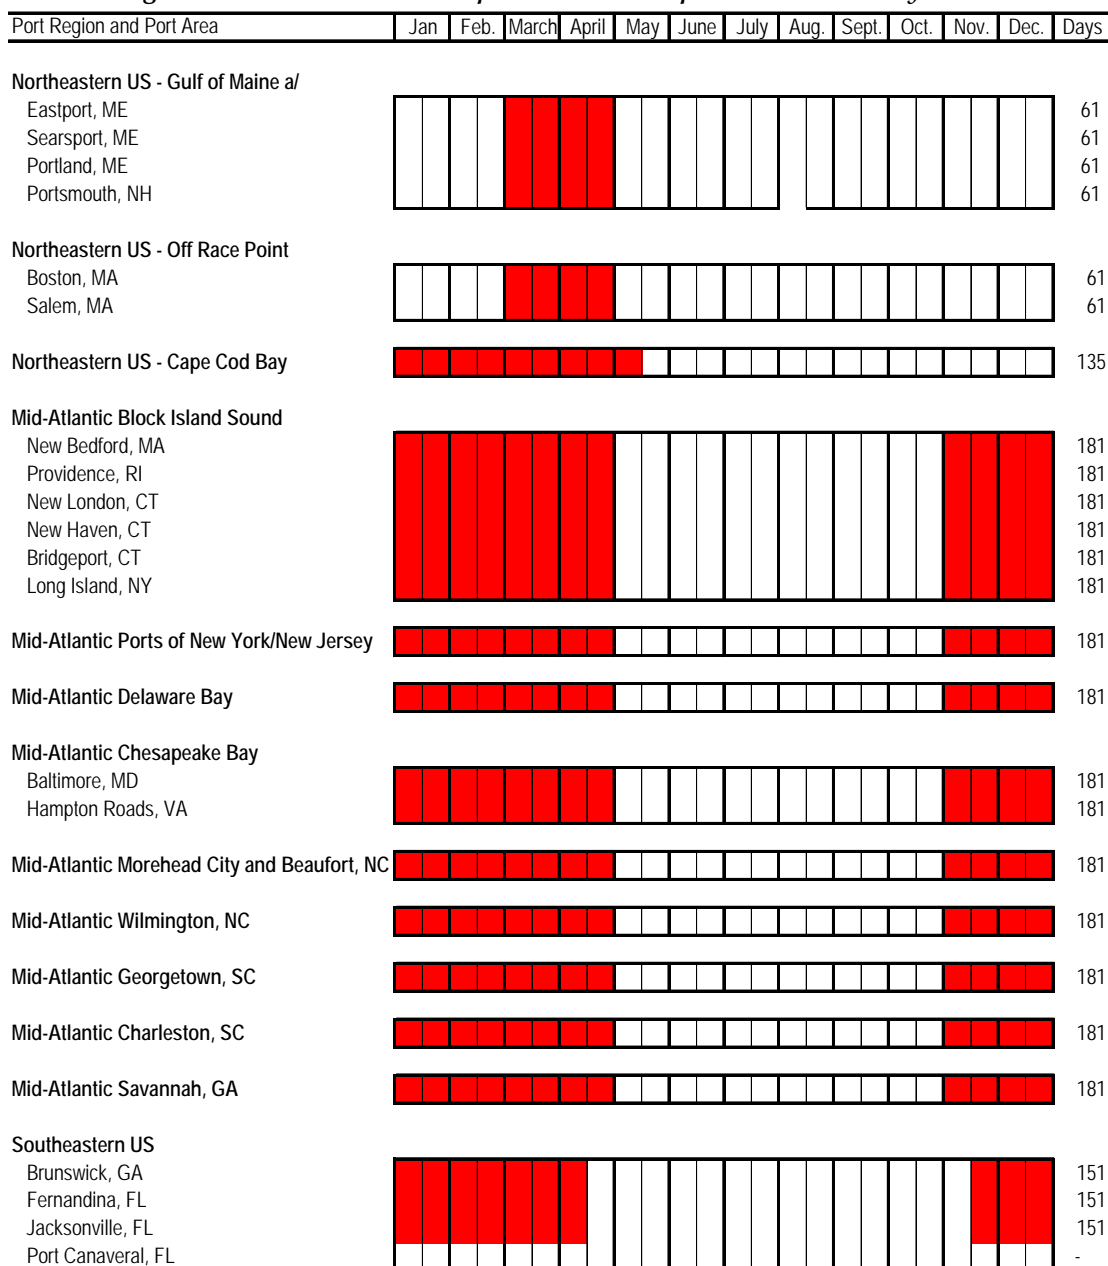 Port Region and Port Area Jan Feb. March April May June July Aug. Sept. Oct. Nov. Dec. Days
Northeastern US - Gulf of Maine a/
Eastport, ME 61
Searsport, ME 61
Portland, ME 61
Portsmouth, NH 61
Northeastern US - Off Race Point
Boston, MA 61
Salem, MA 61
Northeastern US - Cape Cod Bay 135
Mid-Atlantic Block Island Sound
New Bedford, MA 181
Providence, RI 181
New London, CT 181
New Haven, CT 181
Bridgeport, CT 181
Long Island, NY 181
Mid-Atlantic Ports of New York/New Jersey 181
Mid-Atlantic Delaware Bay 181
Mid-Atlantic Chesapeake Bay
Baltimore, MD 181
Hampton Roads, VA 181
Mid-Atlantic Morehead City and Beaufort, NC 181
Mid-Atlantic Wilmington, NC 181
Mid-Atlantic Georgetown, SC 181
Mid-Atlantic Charleston, SC 181
Mid-Atlantic Savannah, GA 181
Southeastern US
Brunswick, GA 151
Fernandina, FL 151
Jacksonville, FL 151
Port Canaveral, FL -